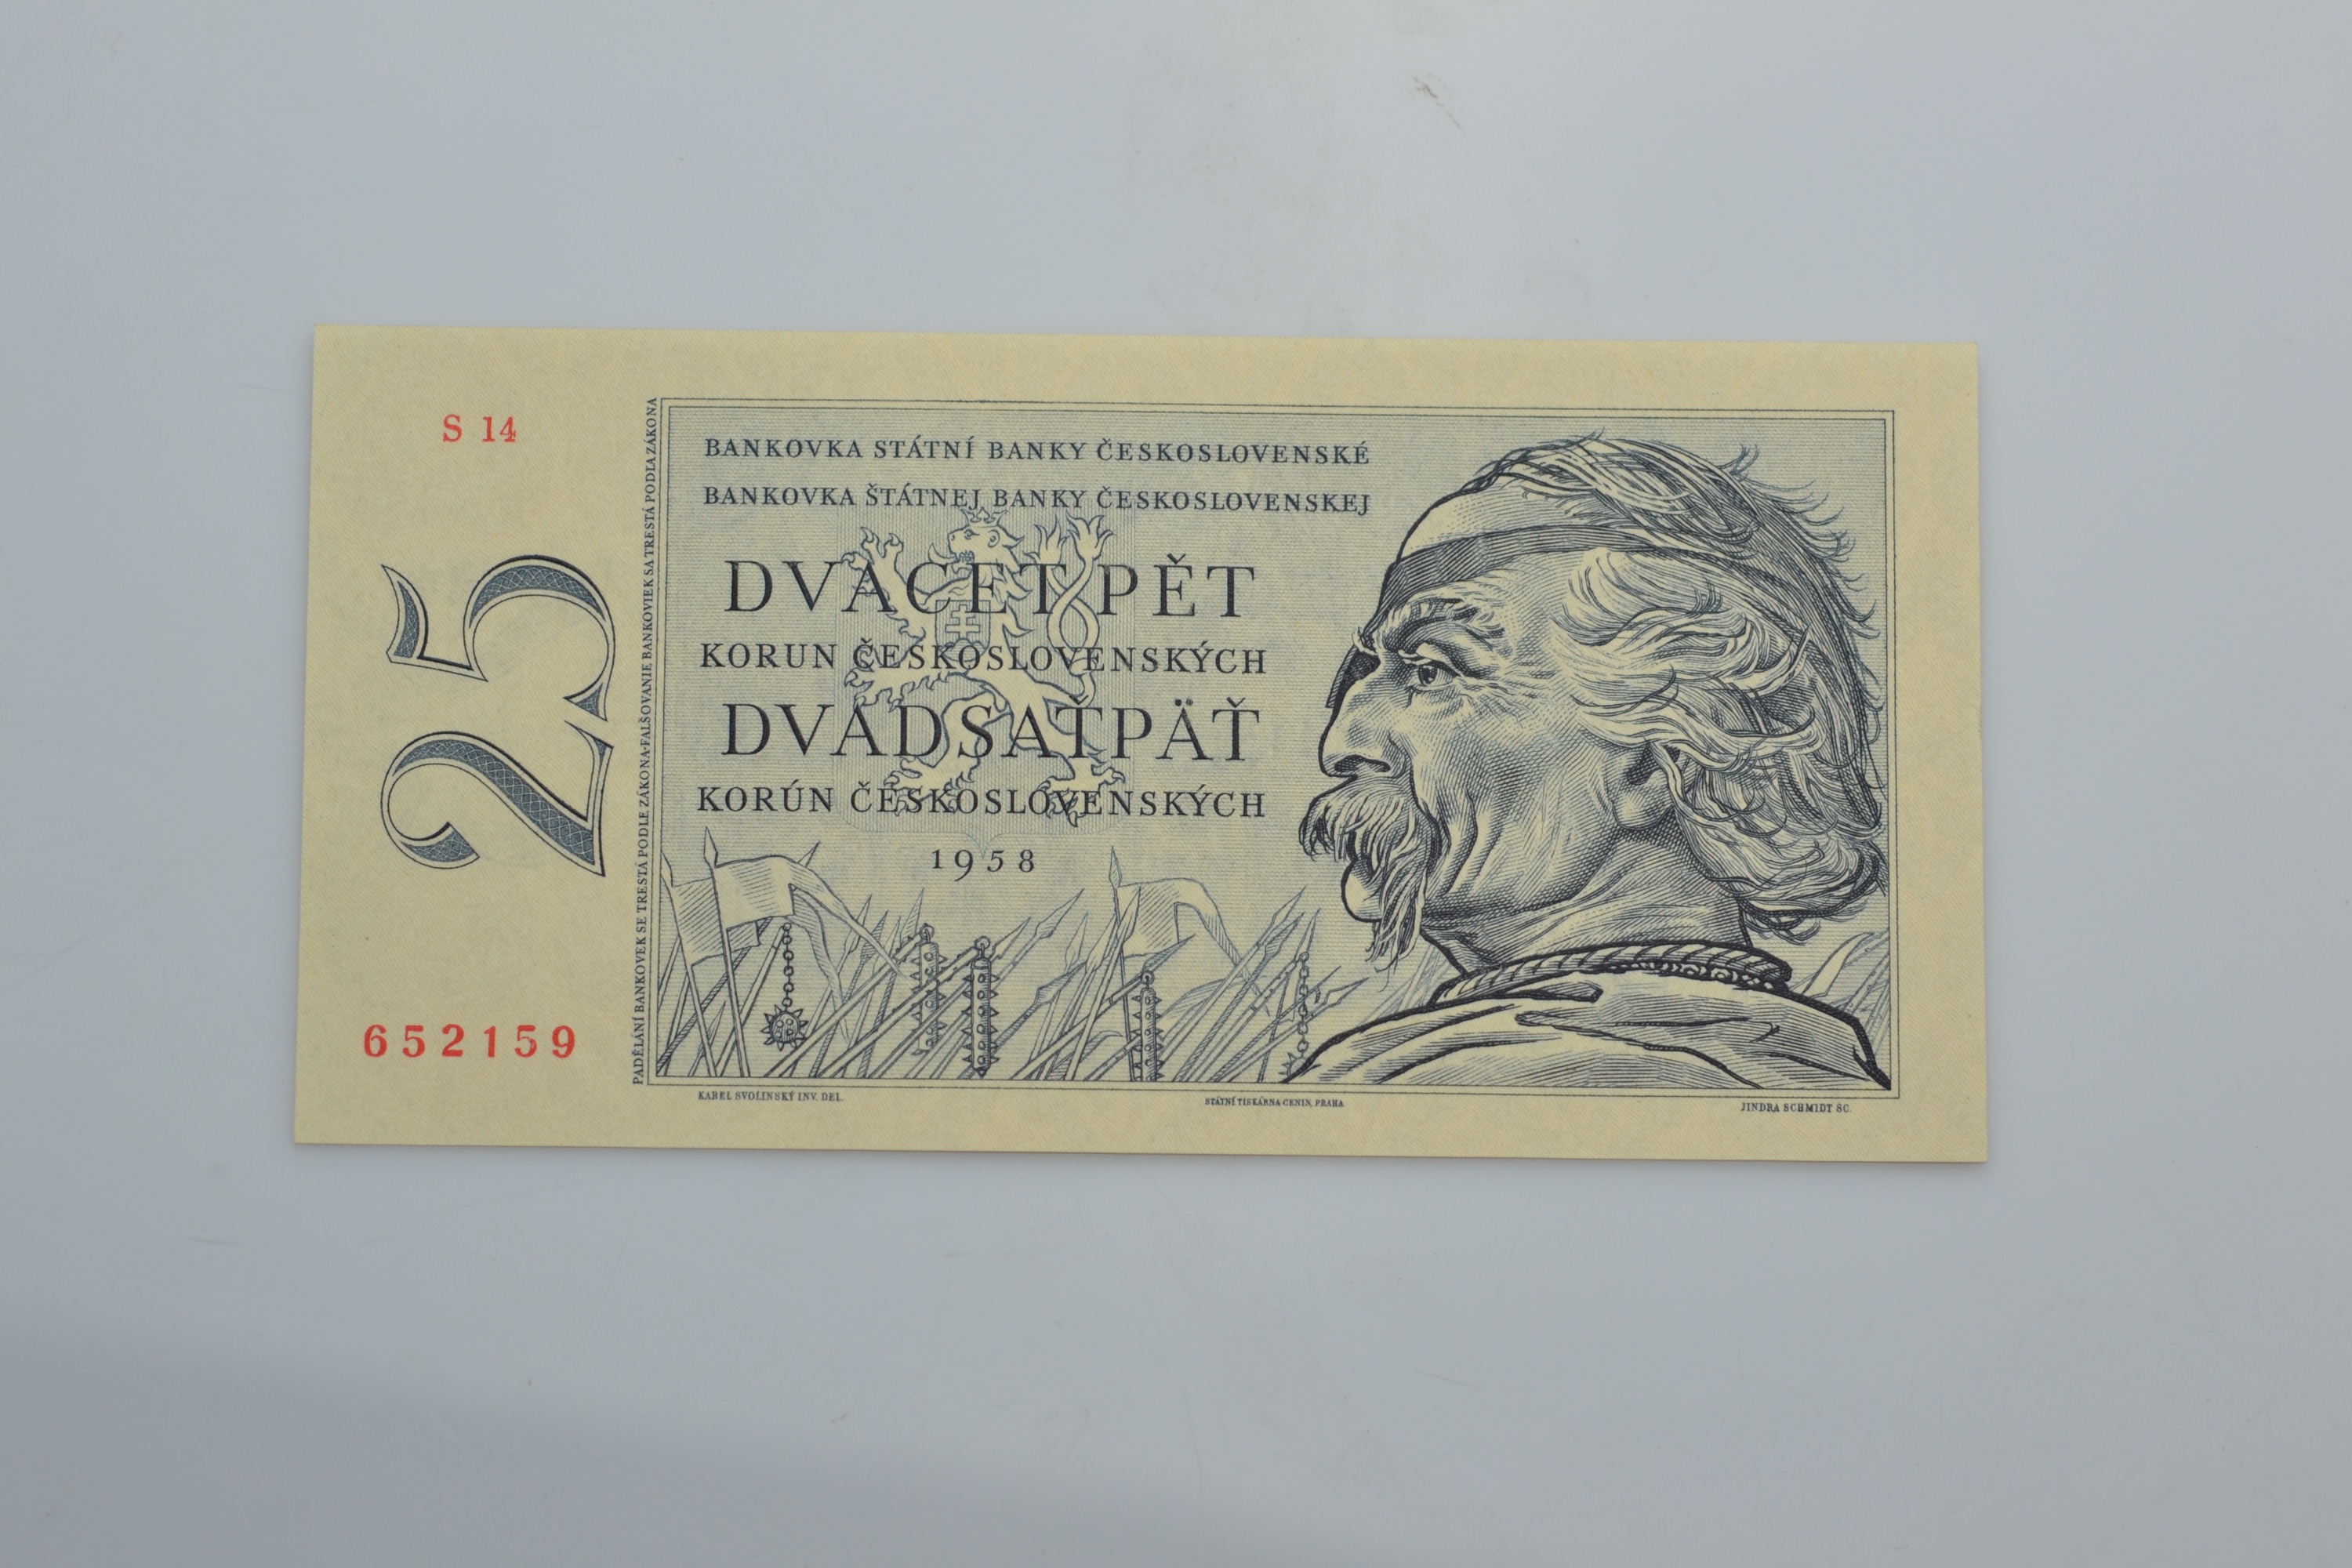 S 14
25
652159
PADĚLÁNÍ BANKOVEK SE TRESTÁ PODLE ZÁKONA-FALŠOVANIE BANKOVIEK SA TRESTÁ PODĽA ZÁKONA
BANKOVKA STÁTNÍ BANKY ČESKOSLOVENSKÉ
BANKOVKA ŠTÁTNEJ BANKY ČESKOSLOVENSKEJ
DVACET PĚT
KORUN ČESKOSLOVENSKÝCH
DVADSAŤPÄŤ
KORÚN ČESKOSLOVENSKÝCH
1958
KAREL SVOLINSKÝ INV. DEL.
STÁTNÍ TISKÁRNA CENIN, PRAHA
JINDRA SCHMIDT SC.